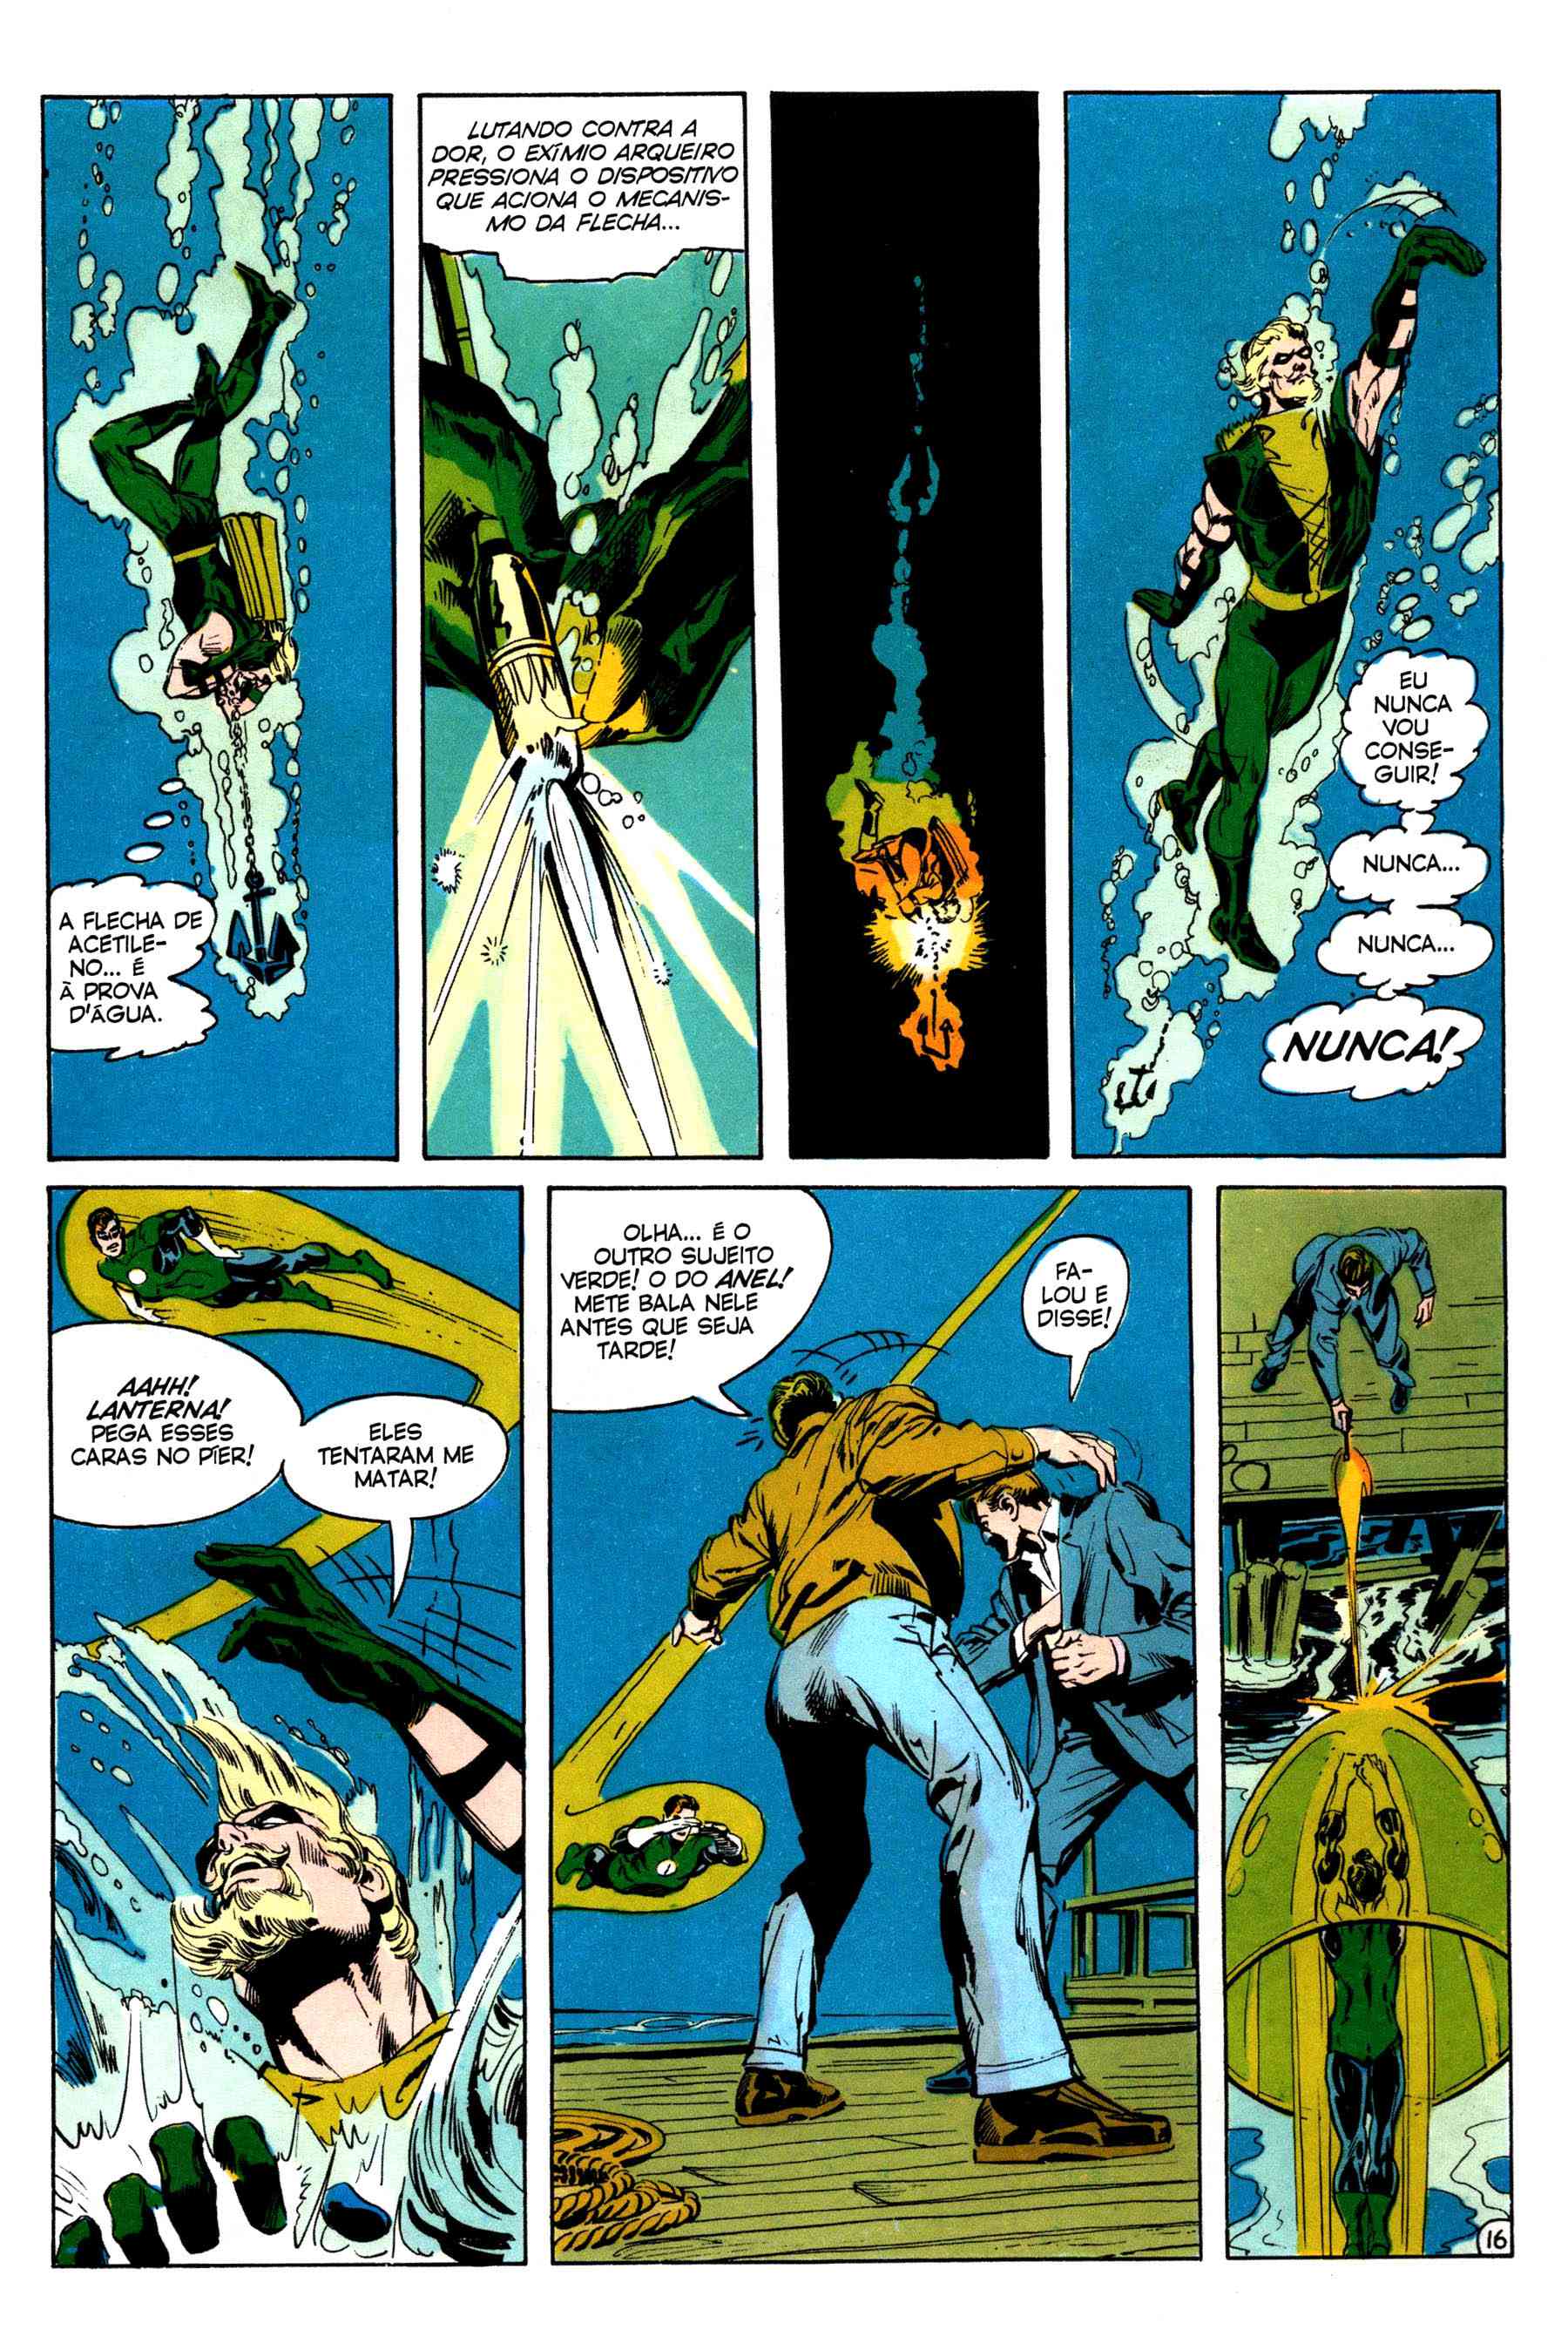 A FLECHA DE
ACETILE-
NO... É
À PROVA
D'ÁGUA.
LUTANDO CONTRA A
DOR, O EXÍMIO ARQUEIRO
PRESSIONA O DISPOSITIVO
QUE ACIONA O MECANIS-
MO DA FLECHA...
EU
NUNCA
VOU
CONSE-
GUIR!
NUNCA...
NUNCA...
NUNCA!
AAHH!
LANTERNA!
PEGA ESSES
CARAS NO PÍER!
ELES
TENTARAM ME
MATAR!
OLHA... É O
OUTRO SUJEITO
VERDE! O DO ANEL!
METE BALA NELE
ANTES QUE SEJA
TARDE!
FA-
LOU E
DISSE!
16